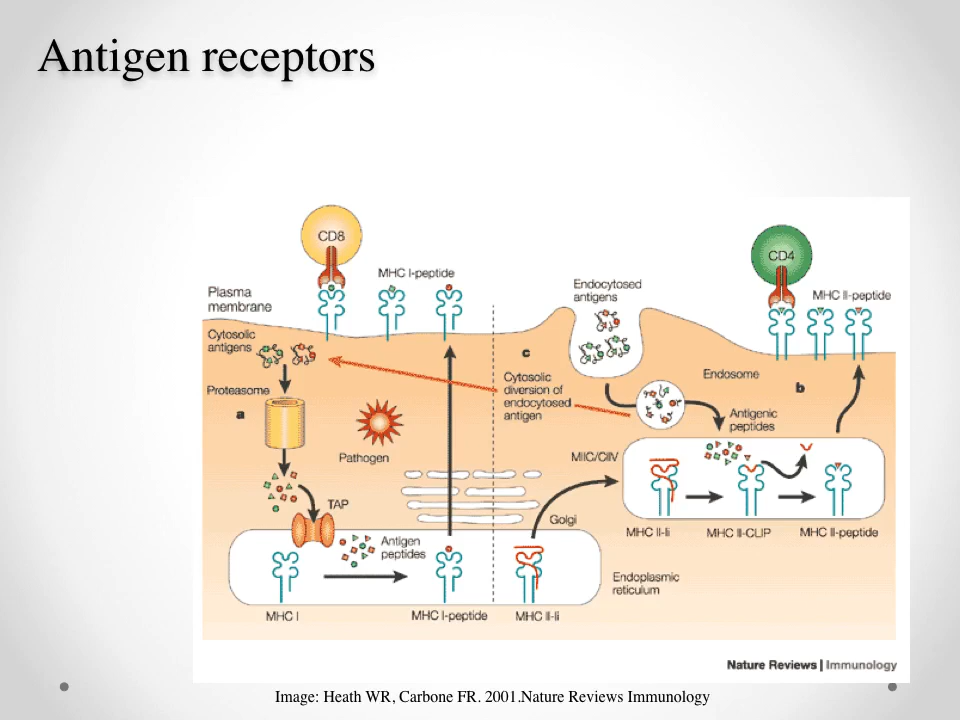 Antigen receptors
CD8
MHC I-peptide
Plasma
membrane
Cytosolic
antigens
Proteasome
a
Pathogen
TAP
Antigen
peptides
MHC I
MHC I-peptide
MHC II-Ii
Golgi
Endoplasmic
reticulum
c
Cytosolic
diversion of
endocytosed
antigen
Endocytosed
antigens
CD4
MHC II-peptide
Endosome
b
Antigenic
peptides
MIIC/CIIV
MHC II-Ii
MHC II-CLIP
MHC II-peptide
Nature Reviews | Immunology
Image: Heath WR, Carbone FR. 2001.Nature Reviews Immunology